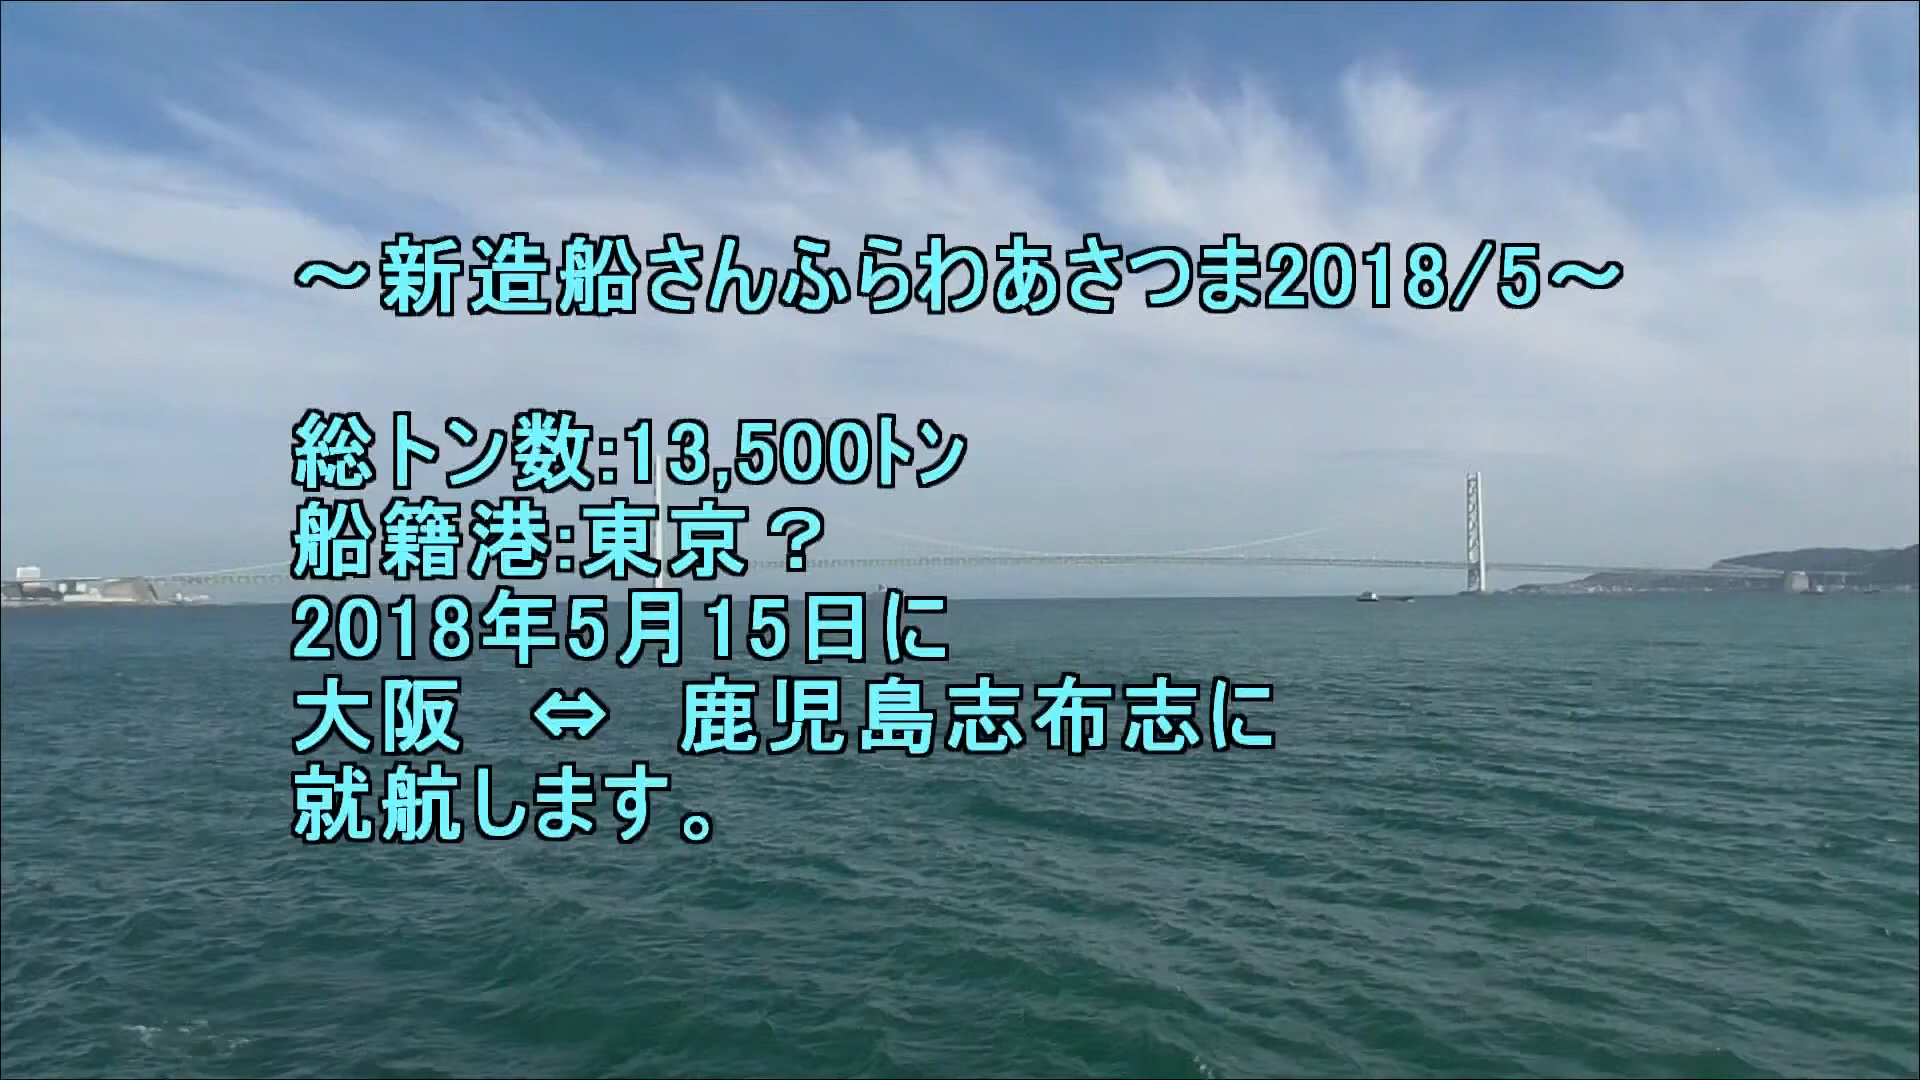 ～新造船さんふらわあさつま2018/5～
総トン数:13,500ﾄﾝ
船籍港:東京？
2018年5月15日に
大阪　⇔　鹿児島志布志に
就航します。